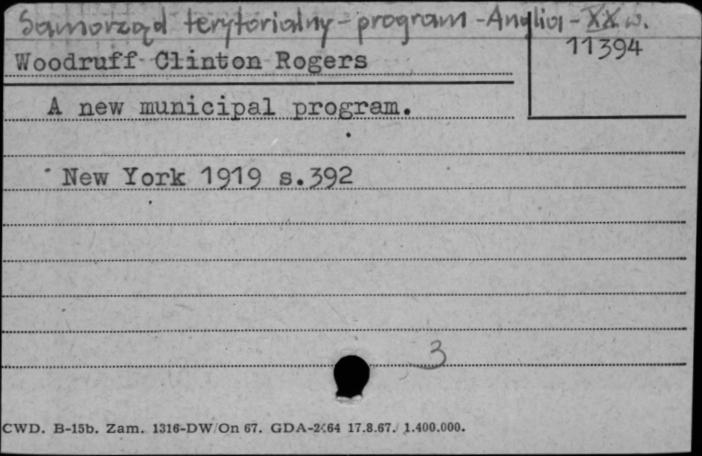 Samorząd terytorialny - program - Anglia - XX w.
11394
Woodruff Clinton Rogers
A new municipal program.
New York 1919 s.392
3
CWD. B-15b. Zam. 1316-DW/On 67. GDA-2464 17.8.67. 1.400.000.